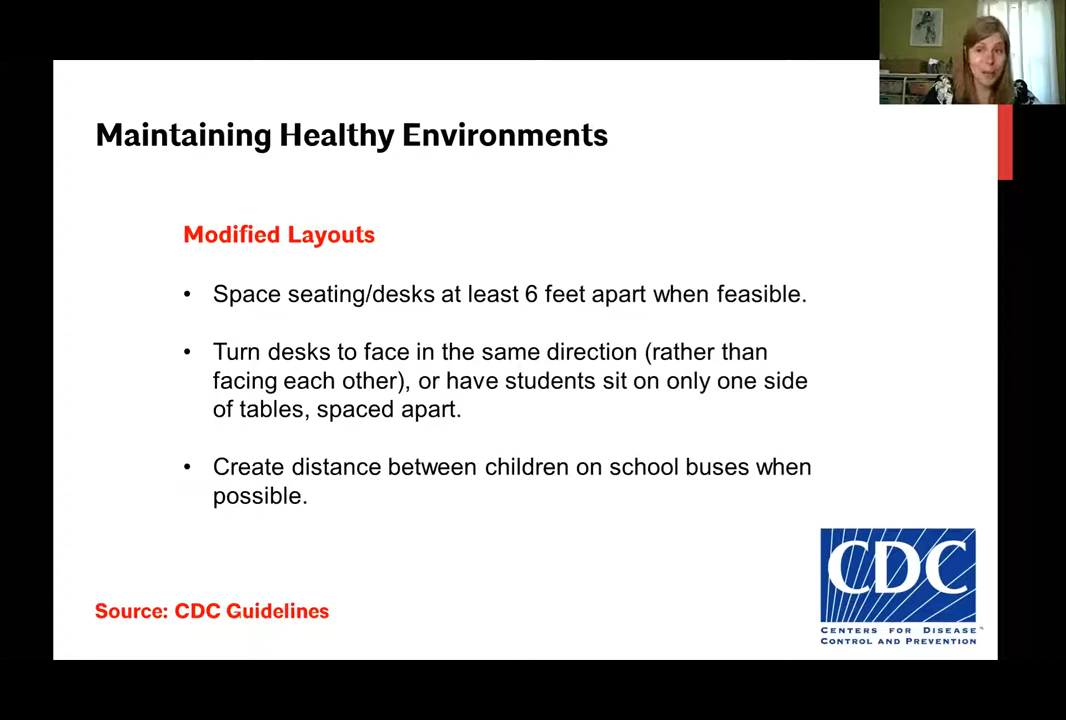 Maintaining Healthy Environments
Modified Layouts
• Space seating/desks at least 6 feet apart when feasible.
• Turn desks to face in the same direction (rather than
facing each other), or have students sit on only one side
of tables, spaced apart.
• Create distance between children on school buses when
possible.
CDC
CENTERS FOR DISEASE™
CONTROL AND PREVENTION
Source: CDC Guidelines